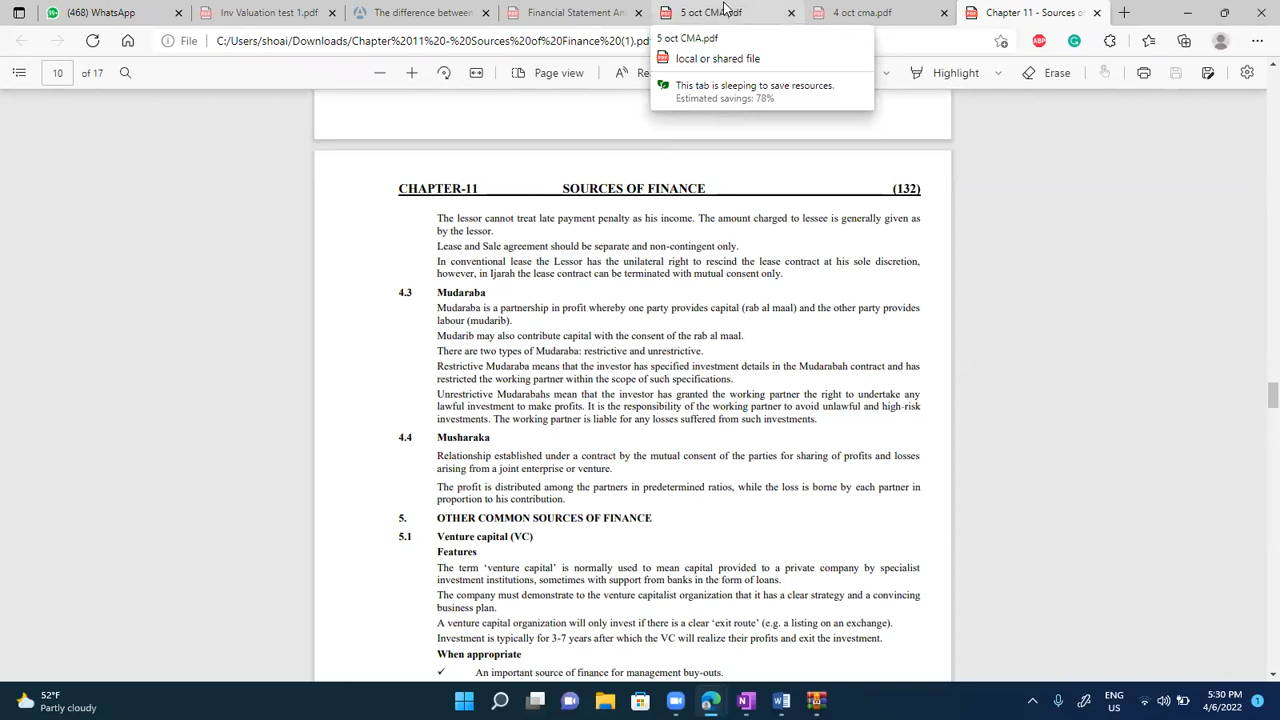 (468) WhatsApp
Inv Valuation test 1.pdf
The difference between
Financial Statement An
5 oct CMA.pdf
4 oct cma.pdf
Chapter 11 - Sources of
File
C:/Users/shoai/Downloads/Chapter%2011%20-%20Sources%20of%20Finance%20(1).pdf
5 oct CMA.pdf
local or shared file
This tab is sleeping to save resources.
Estimated savings: 78%
10 of 17
Page view
Highlight
Erase
CHAPTER-11 SOURCES OF FINANCE (132)
The lessor cannot treat late payment penalty as his income. The amount charged to lessee is generally given as
by the lessor.
Lease and Sale agreement should be separate and non-contingent only.
In conventional lease the Lessor has the unilateral right to rescind the lease contract at his sole discretion,
however, in Ijarah the lease contract can be terminated with mutual consent only.
4.3 Mudaraba
Mudaraba is a partnership in profit whereby one party provides capital (rab al maal) and the other party provides
labour (mudarib).
Mudarib may also contribute capital with the consent of the rab al maal.
There are two types of Mudaraba: restrictive and unrestrictive.
Restrictive Mudaraba means that the investor has specified investment details in the Mudarabah contract and has
restricted the working partner within the scope of such specifications.
Unrestrictive Mudarabahs mean that the investor has granted the working partner the right to undertake any
lawful investment to make profits. It is the responsibility of the working partner to avoid unlawful and high-risk
investments. The working partner is liable for any losses suffered from such investments.
4.4 Musharaka
Relationship established under a contract by the mutual consent of the parties for sharing of profits and losses
arising from a joint enterprise or venture.
The profit is distributed among the partners in predetermined ratios, while the loss is borne by each partner in
proportion to his contribution.
5. OTHER COMMON SOURCES OF FINANCE
5.1 Venture capital (VC)
Features
The term ‘venture capital’ is normally used to mean capital provided to a private company by specialist
investment institutions, sometimes with support from banks in the form of loans.
The company must demonstrate to the venture capitalist organization that it has a clear strategy and a convincing
business plan.
A venture capital organization will only invest if there is a clear ‘exit route’ (e.g. a listing on an exchange).
Investment is typically for 3-7 years after which the VC will realize their profits and exit the investment.
When appropriate
✓ An important source of finance for management buy-outs.
52°F
Partly cloudy
ENG
US
5:30 PM
4/6/2022